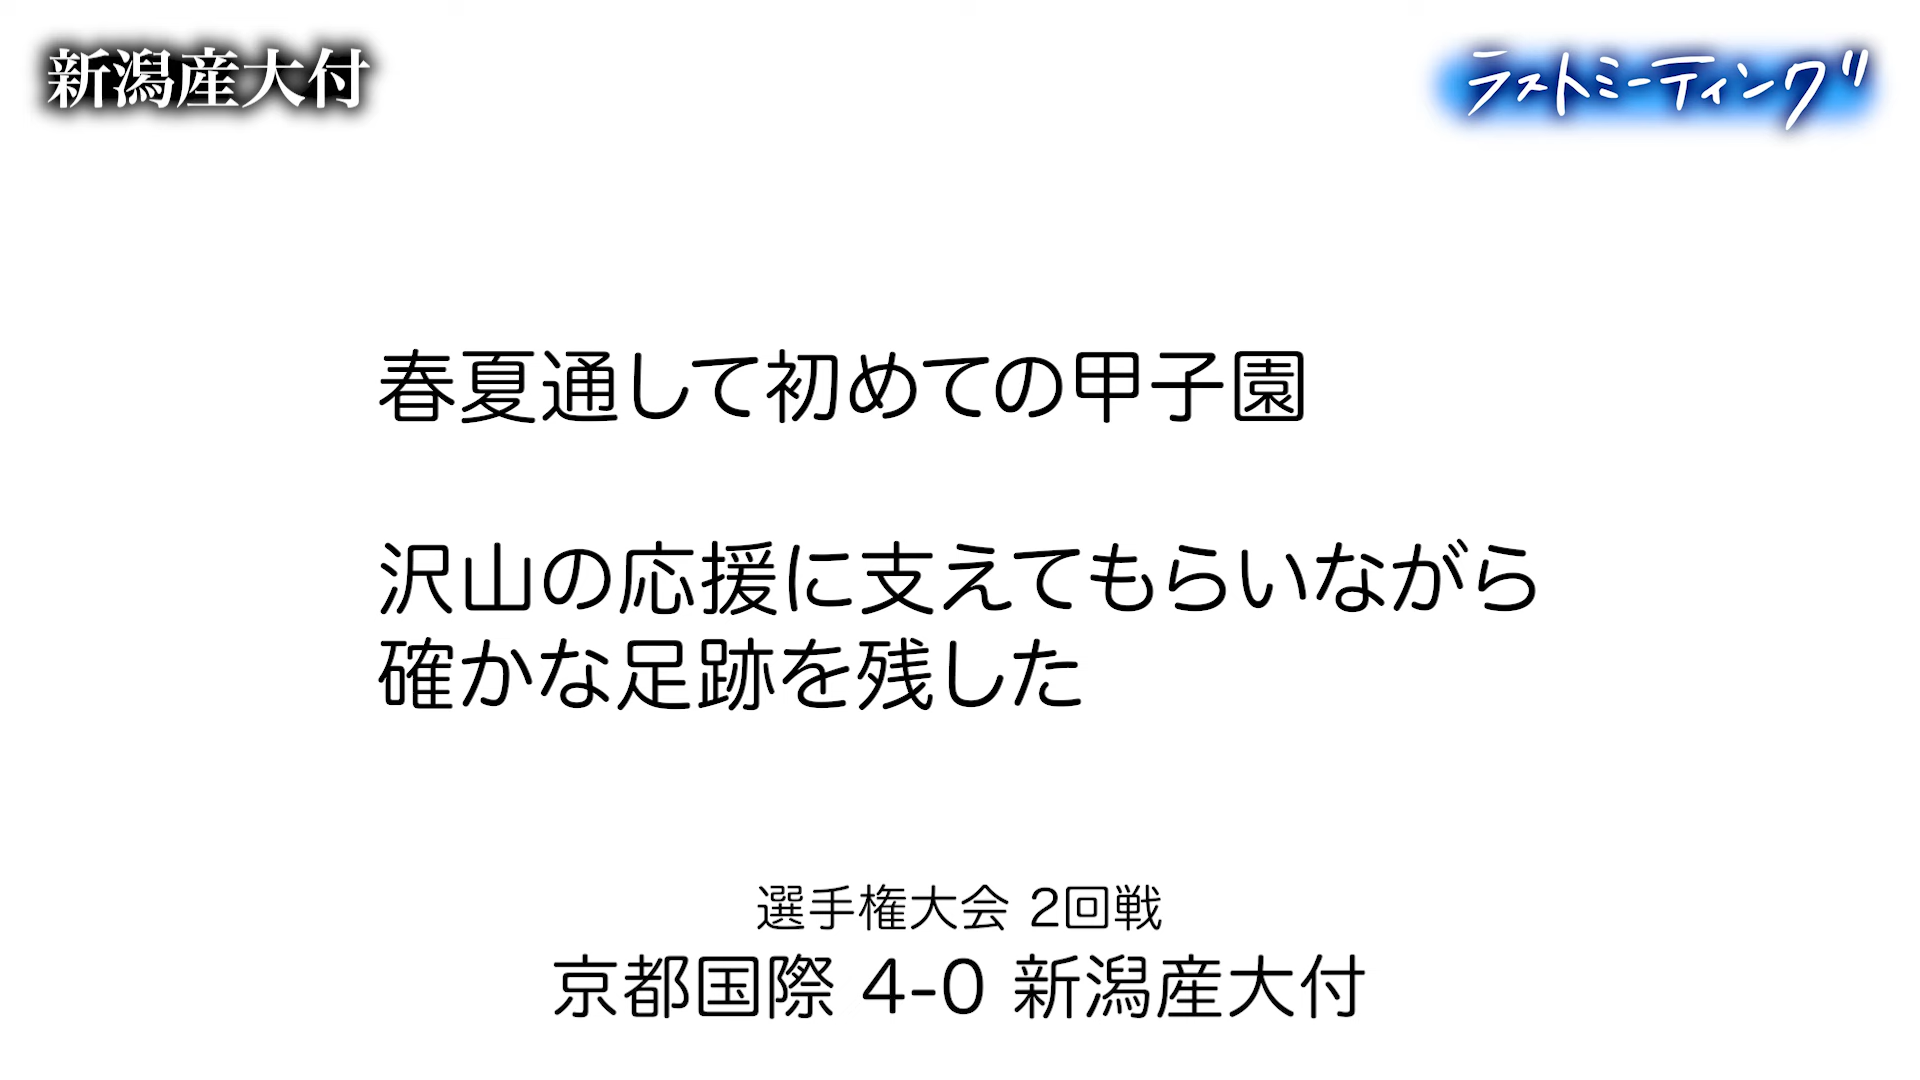 新潟産大付
ラストミーティング
春夏通して初めての甲子園
沢山の応援に支えてもらいながら
確かな足跡を残した
選手権大会 2回戦
京都国際 4-0 新潟産大付